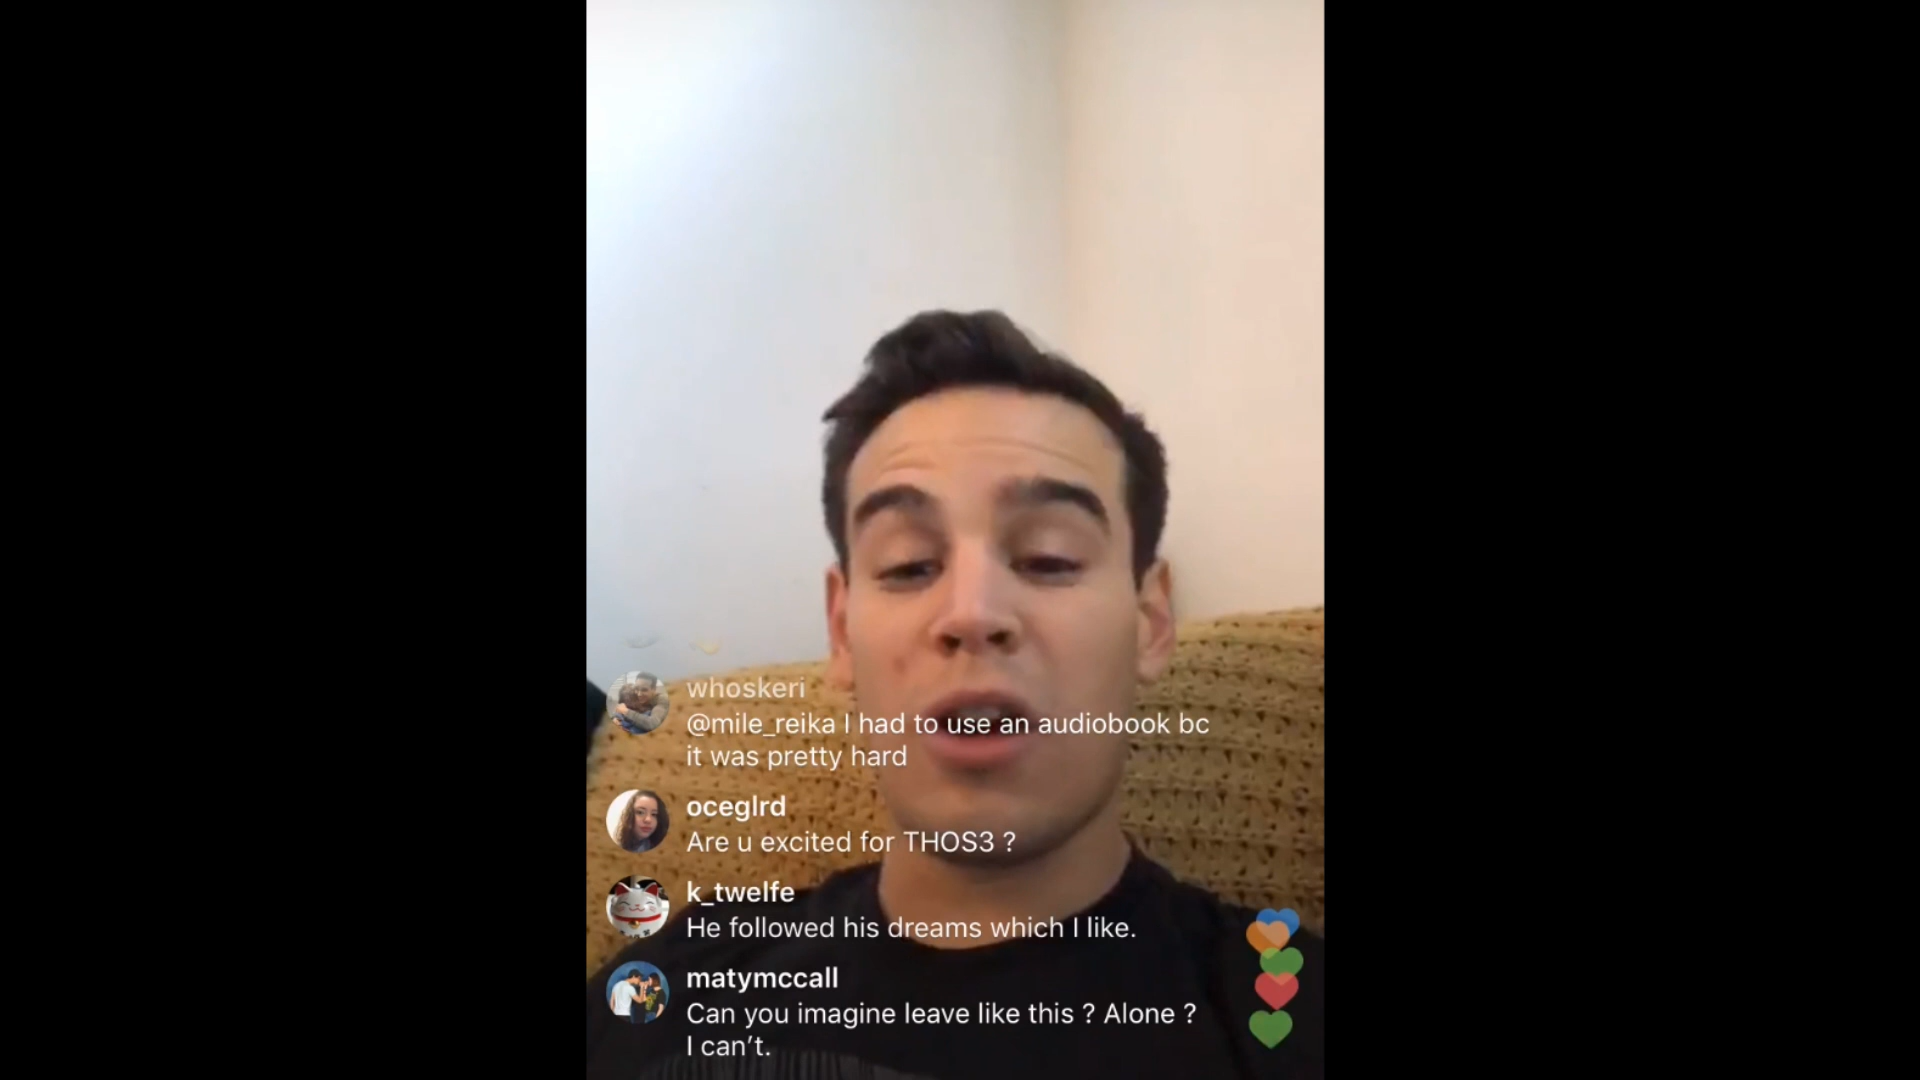 whoskeri
@mile_reika I had to use an audiobook bc
it was pretty hard
oceglrd
Are u excited for THOS3 ?
k_twelfe
He followed his dreams which I like.
matymccall
Can you imagine leave like this ? Alone ?
I can't.